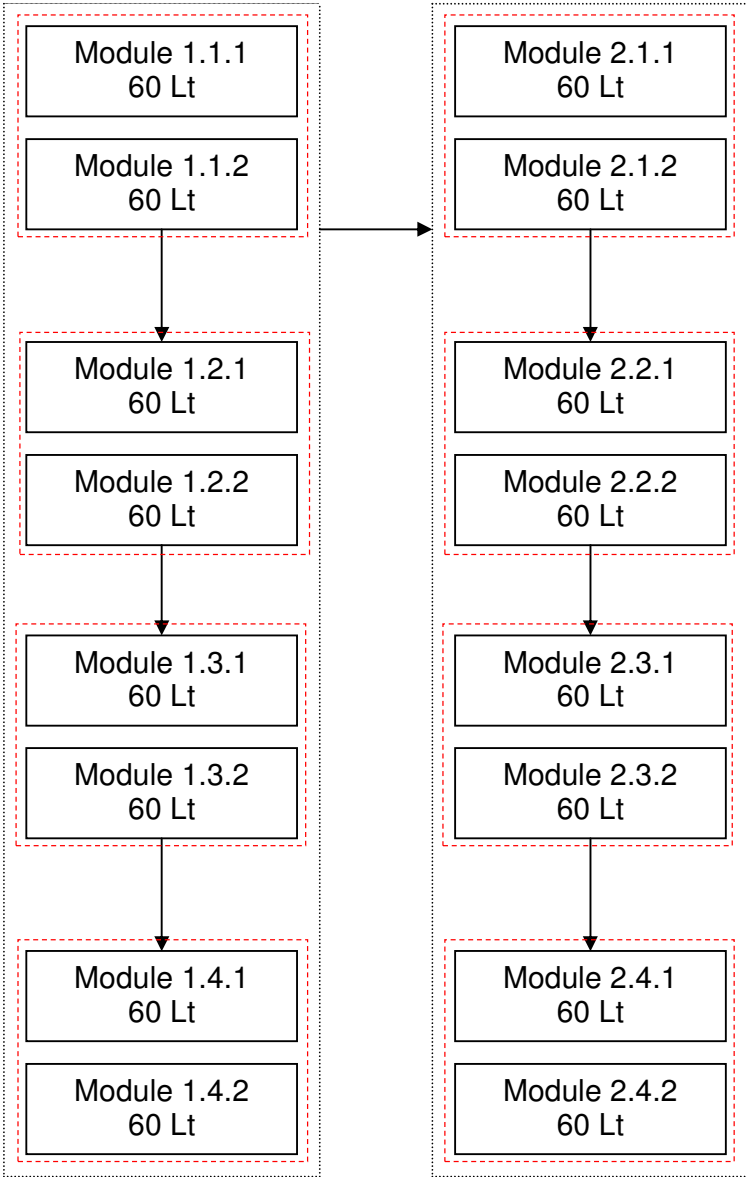 Module 1.1.1
60 Lt
Module 1.1.2
60 Lt
Module 1.2.1
60 Lt
Module 1.2.2
60 Lt
Module 1.3.1
60 Lt
Module 1.3.2
60 Lt
Module 1.4.1
60 Lt
Module 1.4.2
60 Lt
Module 2.1.1
60 Lt
Module 2.1.2
60 Lt
Module 2.2.1
60 Lt
Module 2.2.2
60 Lt
Module 2.3.1
60 Lt
Module 2.3.2
60 Lt
Module 2.4.1
60 Lt
Module 2.4.2
60 Lt